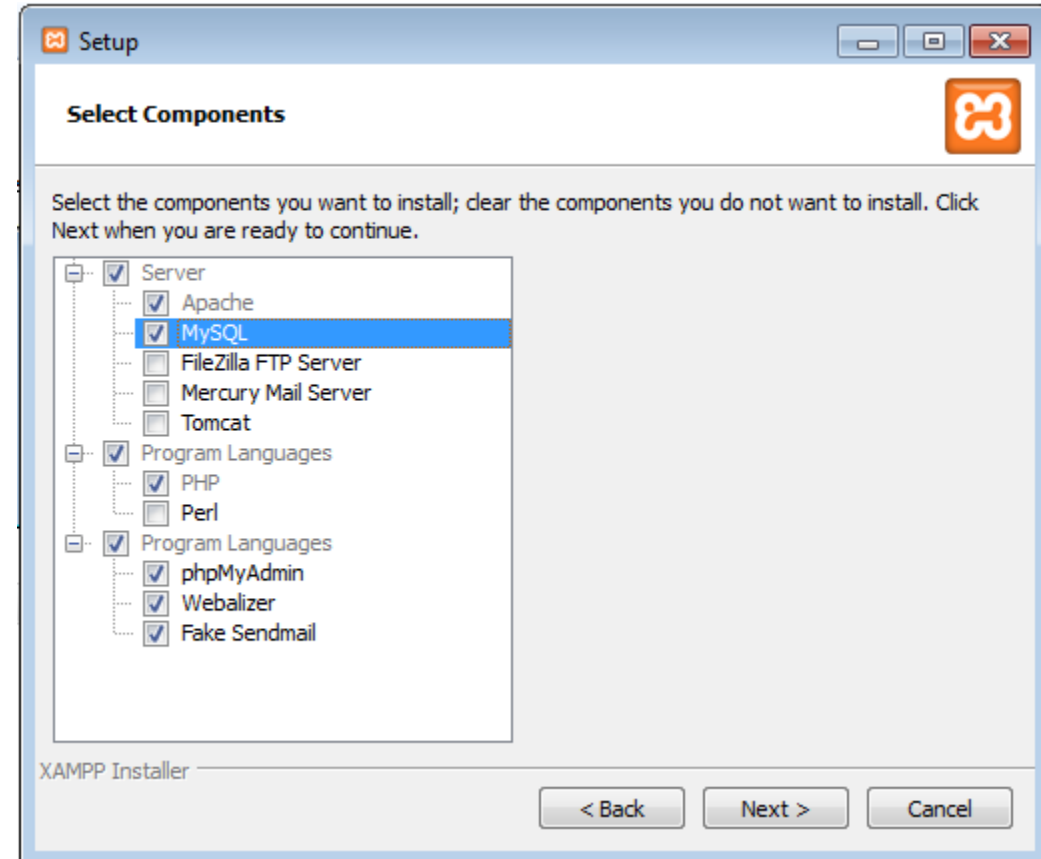 Setup
Select Components
Select the components you want to install; clear the components you do not want to install. Click
Next when you are ready to continue.
Server
Apache
MySQL
FileZilla FTP Server
Mercury Mail Server
Tomcat
Program Languages
PHP
Perl
Program Languages
phpMyAdmin
Webalizer
Fake Sendmail
XAMPP Installer
< Back
Next >
Cancel